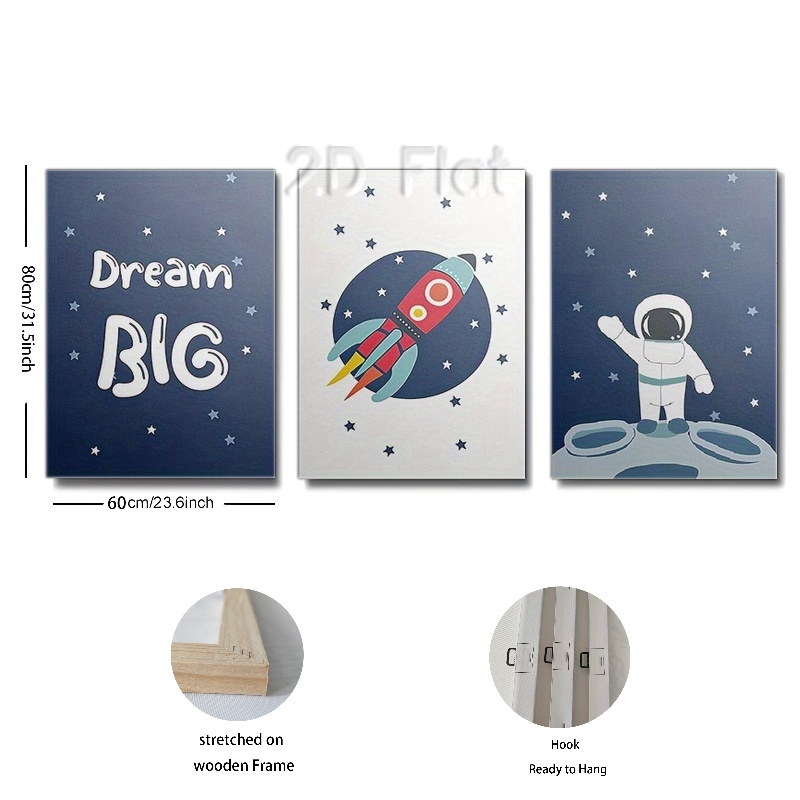 2D Flat
Dream
BIG
80cm/31.5inch
60cm/23.6inch
stretched on
wooden Frame
Hook
Ready to Hang